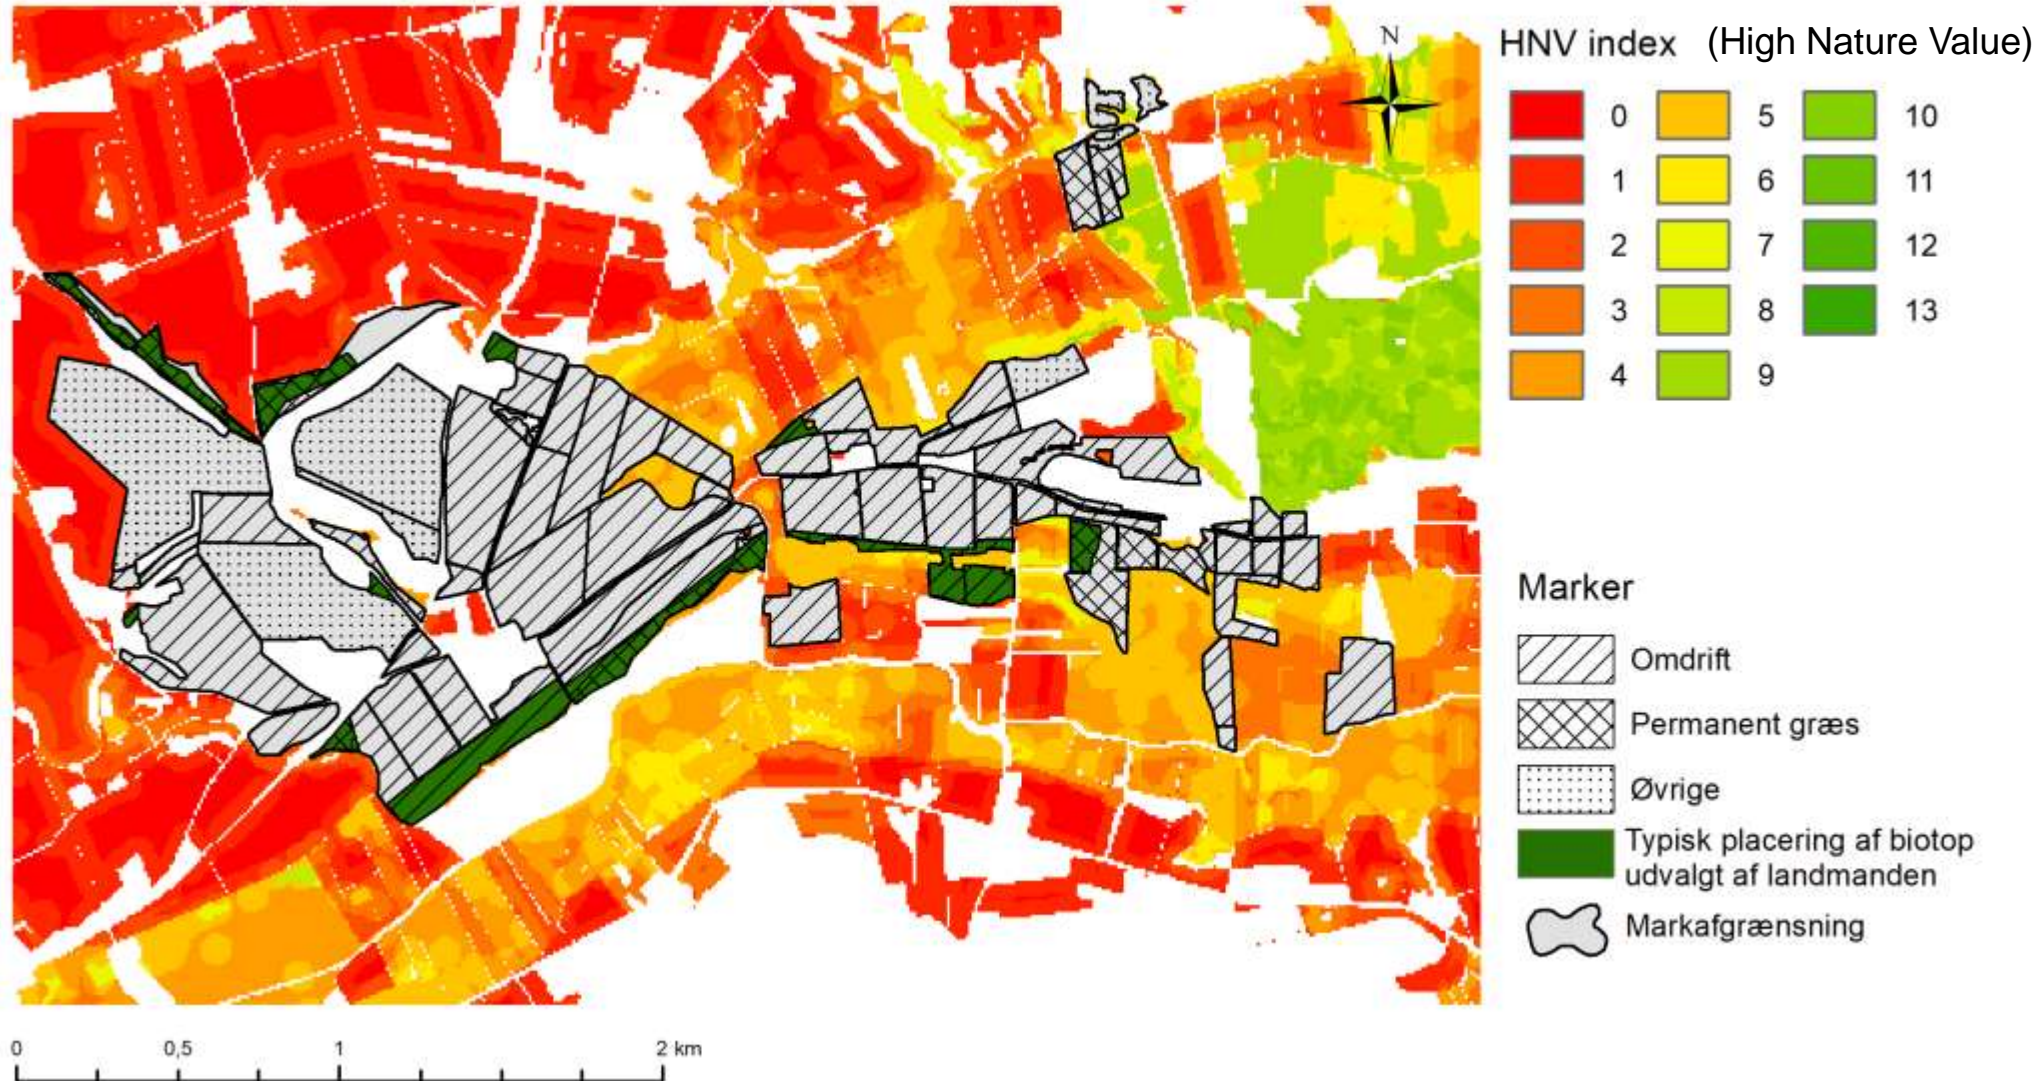 HNV index (High Nature Value)
N
0 5 10
1 6 11
2 7 12
3 8 13
4 9
Marker
Omdrift
Permanent græs
Øvrige
Typisk placering af biotop
udvalgt af landmanden
Markafgrænsning
0 0,5 1 2 km